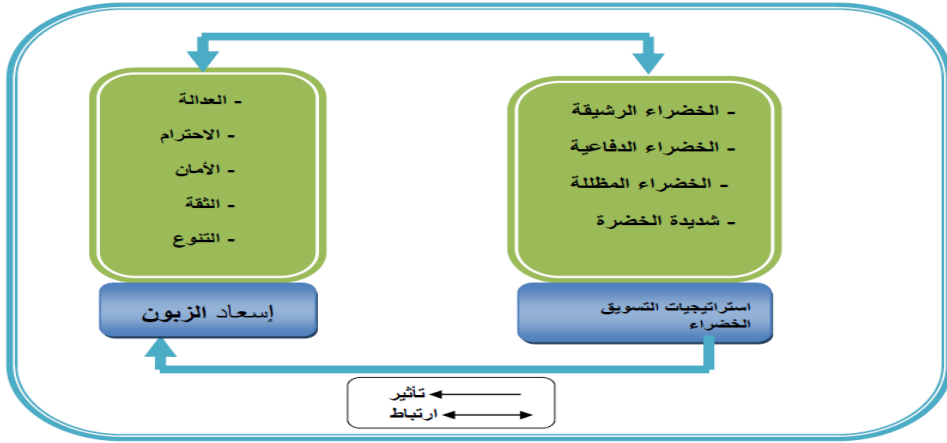 - الخضراء الرشيقة
- الخضراء الدفاعية
- الخضراء المظللة
- شديدة الخضرة
استراتيجيات التسويق
الخضراء
- العدالة
- الاحترام
- الأمان
- الثقة
- التنوع
إسعاد الزبون
تأثير
ارتباط